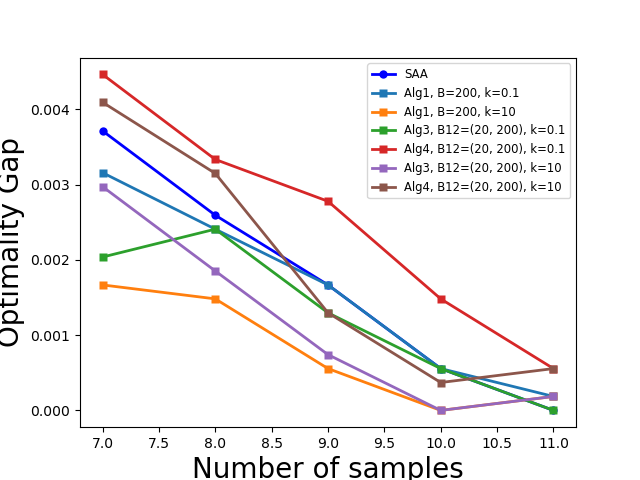 Optimality Gap
0.004
0.003
0.002
0.001
0.000
SAA
Alg1, B=200, k=0.1
Alg1, B=200, k=10
Alg3, B12=(20, 200), k=0.1
Alg4, B12=(20, 200), k=0.1
Alg3, B12=(20, 200), k=10
Alg4, B12=(20, 200), k=10
7.0 7.5 8.0 8.5 9.0 9.5 10.0 10.5 11.0
Number of samples